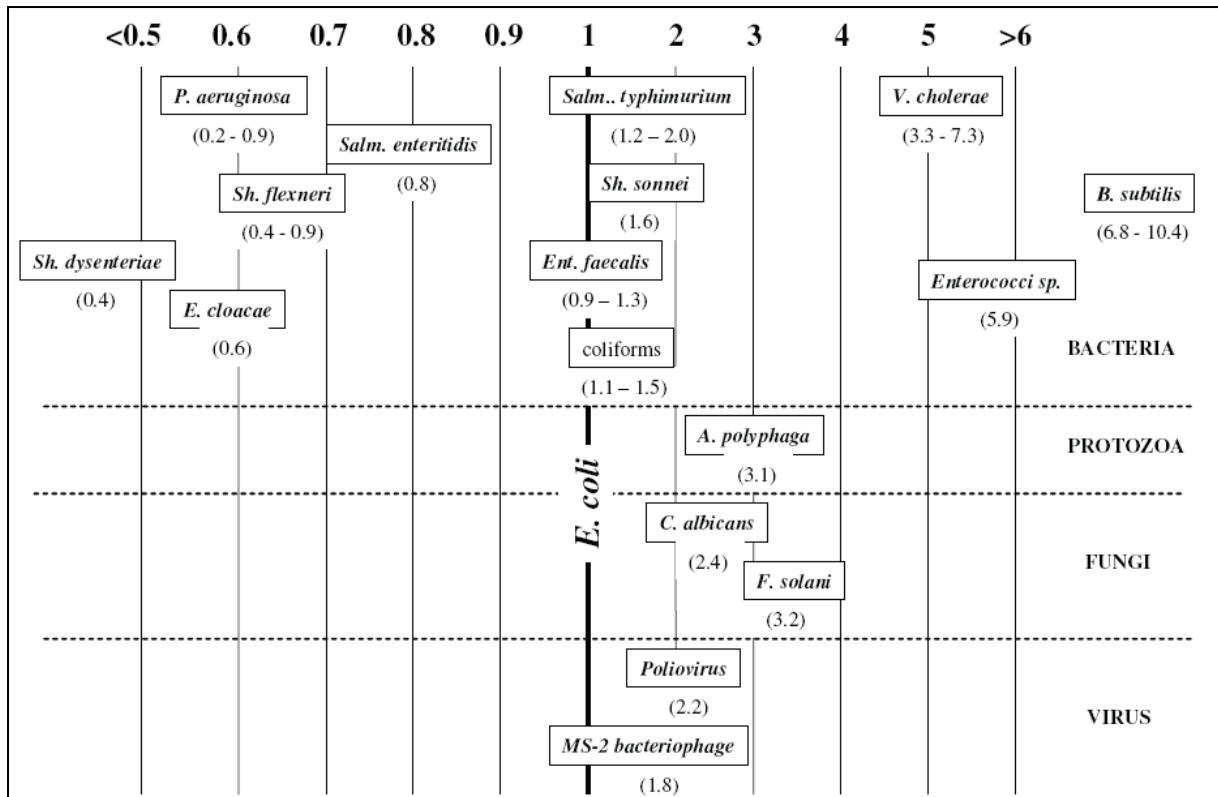 <0.5 0.6 0.7 0.8 0.9 1 2 3 4 5 >6
P. aeruginosa Salm.. typhimurium V. cholerae
(0.2 - 0.9) (1.2 – 2.0) (3.3 - 7.3)
Salm. enteritidis
(0.8)
Sh. flexneri Sh. sonnei B. subtilis
(0.4 - 0.9) (1.6) (6.8 - 10.4)
Sh. dysenteriae Ent. faecalis Enterococci sp.
(0.4) (0.9 – 1.3) (5.9)
E. cloacae
(0.6)
coliforms BACTERIA
(1.1 – 1.5)
A. polyphaga PROTOZOA
(3.1)
E. coli
C. albicans
(2.4) FUNGI
F. solani
(3.2)
Poliovirus
(2.2) VIRUS
MS-2 bacteriophage
(1.8)